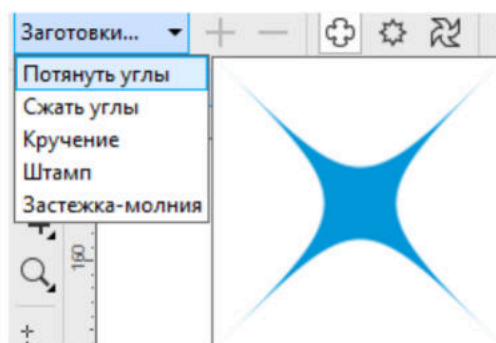 Заготовки...
Потянуть углы
Сжать углы
Кручение
Штамп
Застежка-молния
160